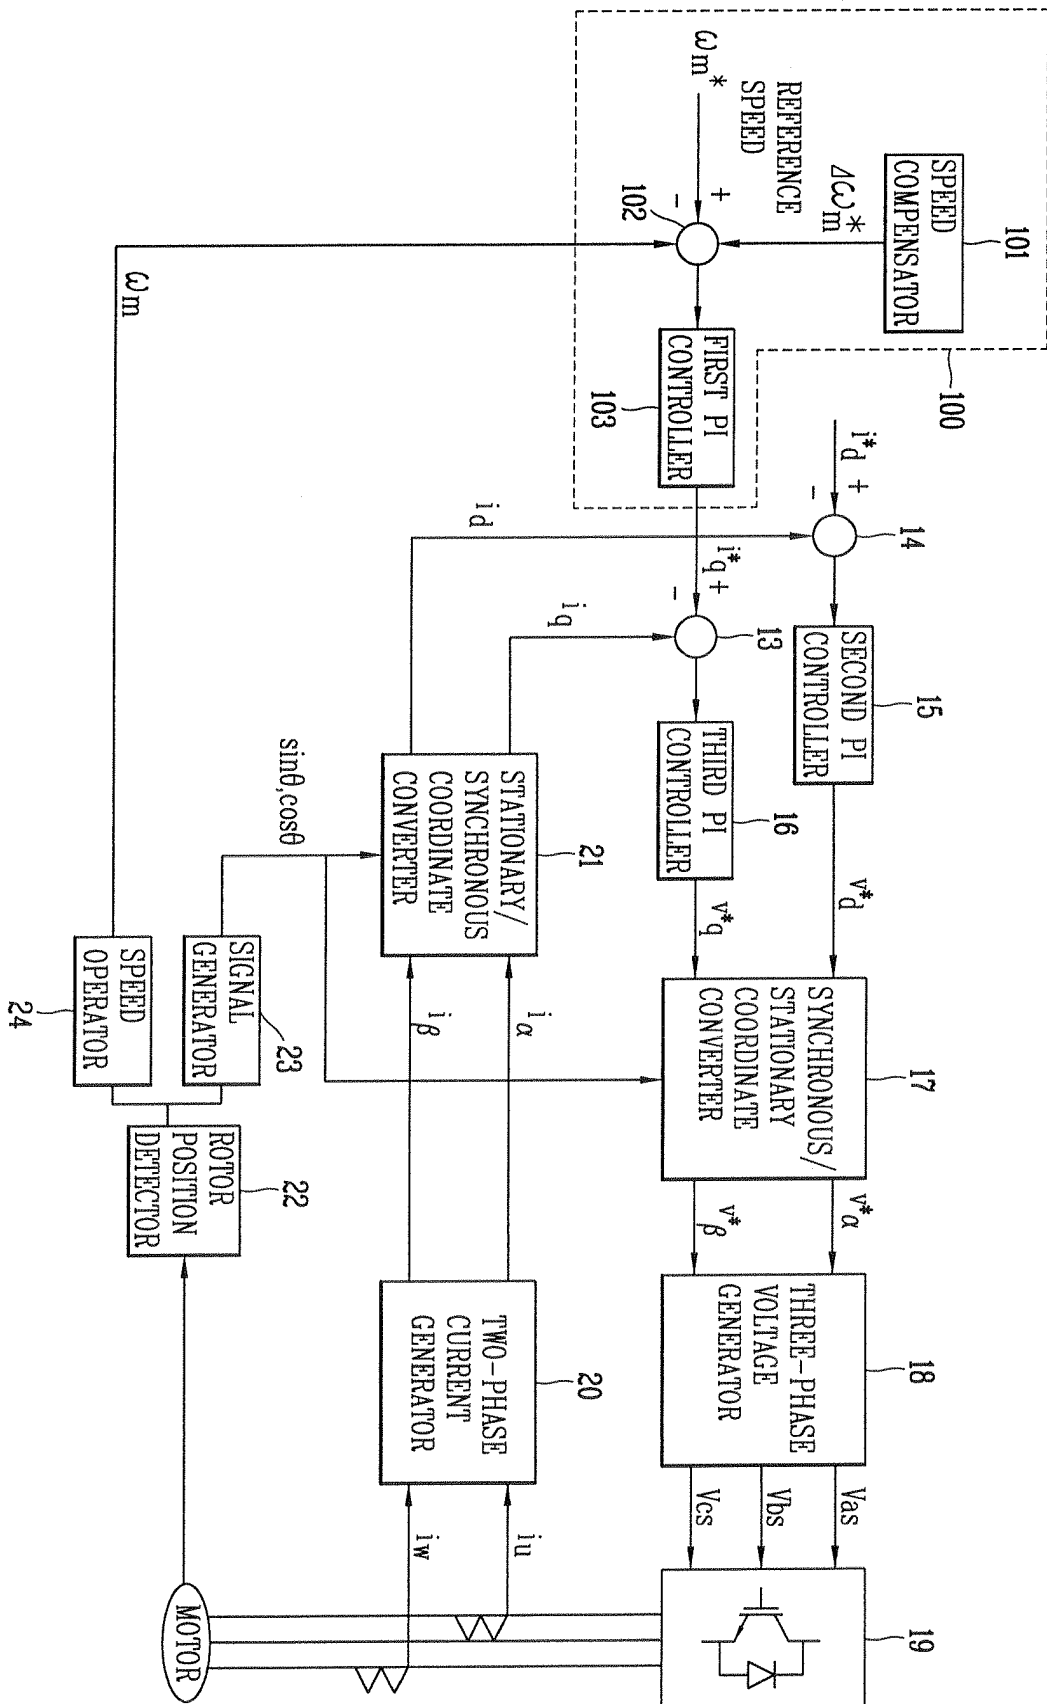 101
SPEED
COMPENSATOR
Δωm*
100
ωm*
REFERENCE
SPEED
+
-
102
FIRST PI
CONTROLLER
103
ωm
i*d +
-
14
SECOND PI
CONTROLLER
15
v*d
i*q +
-
13
THIRD PI
CONTROLLER
16
v*q
id
iq
SYNCHRONOUS/
STATIONARY
COORDINATE
CONVERTER
17
v*α
v*β
THREE-PHASE
VOLTAGE
GENERATOR
18
Vas
Vbs
Vcs
19
STATIONARY/
SYNCHRONOUS
COORDINATE
CONVERTER
21
iα
iβ
TWO-PHASE
CURRENT
GENERATOR
20
iu
iw
sinθ,cosθ
SIGNAL
GENERATOR
23
SPEED
OPERATOR
24
ROTOR
POSITION
DETECTOR
22
MOTOR